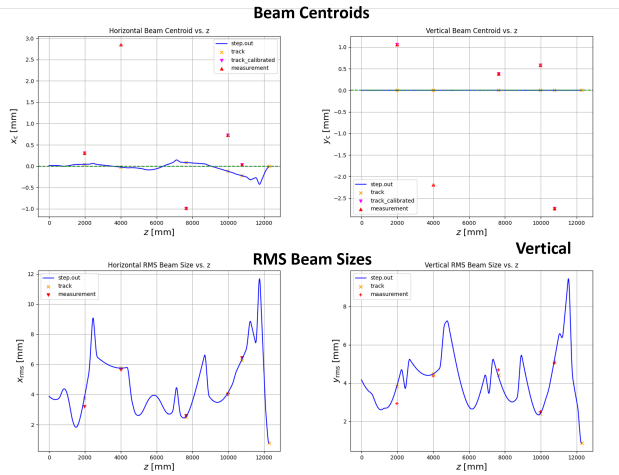 Beam Centroids
Horizontal Beam Centroid vs. z
3.0
2.5
2.0
1.5
1.0
0.5
0.0
−0.5
−1.0
x_c [mm]
step.out
track
track_calibrated
measurement
0 2000 4000 6000 8000 10000 12000
z [mm]
Vertical Beam Centroid vs. z
1.0
0.5
0.0
−0.5
−1.0
−1.5
−2.0
−2.5
y_c [mm]
step.out
track
track_calibrated
measurement
0 2000 4000 6000 8000 10000 12000
z [mm]
RMS Beam Sizes
Vertical
Horizontal RMS Beam Size vs. z
12
10
8
6
4
2
x_rms [mm]
step.out
track
measurement
0 2000 4000 6000 8000 10000 12000
z [mm]
Vertical RMS Beam Size vs. z
8
6
4
2
y_rms [mm]
step.out
track
measurement
0 2000 4000 6000 8000 10000 12000
z [mm]